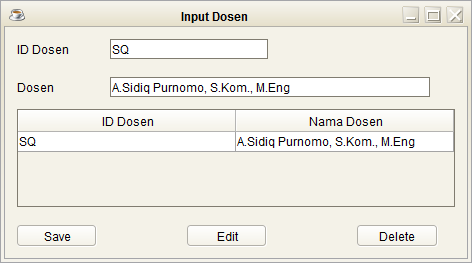 Input Dosen
ID Dosen
SQ
Dosen
A.Sidiq Purnomo, S.Kom., M.Eng
ID Dosen Nama Dosen
SQ A.Sidiq Purnomo, S.Kom., M.Eng
Save Edit Delete